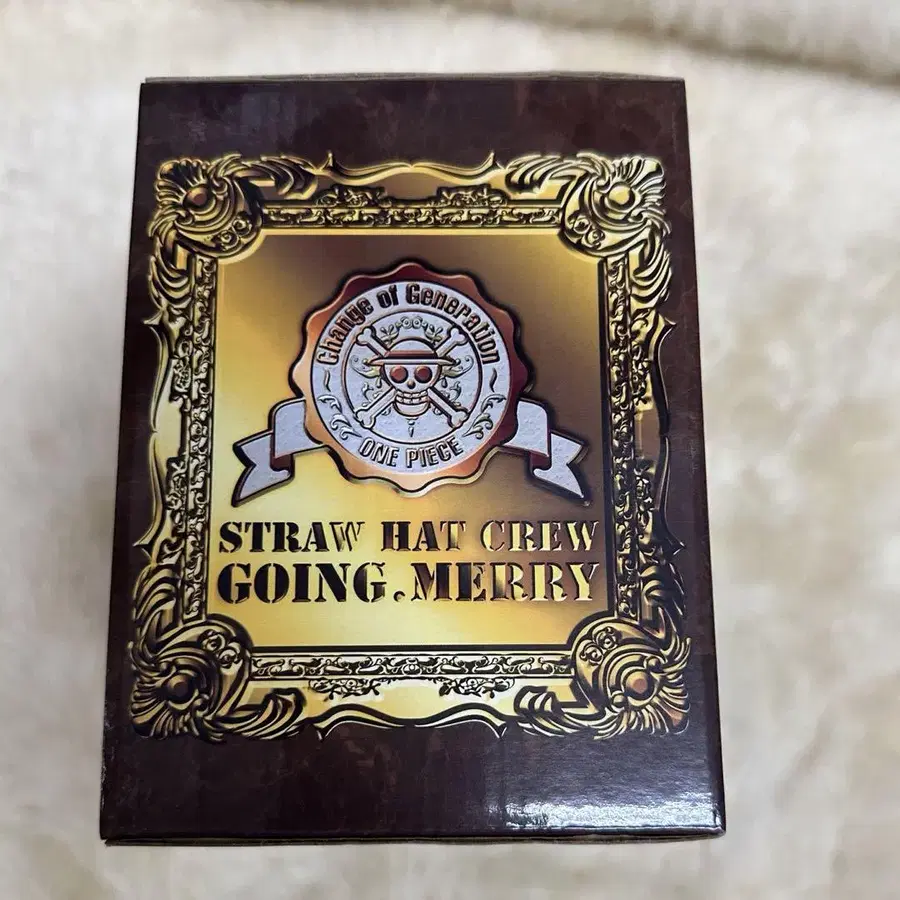 Change of Generation
ONE PIECE
STRAW HAT CREW
GOING.MERRY